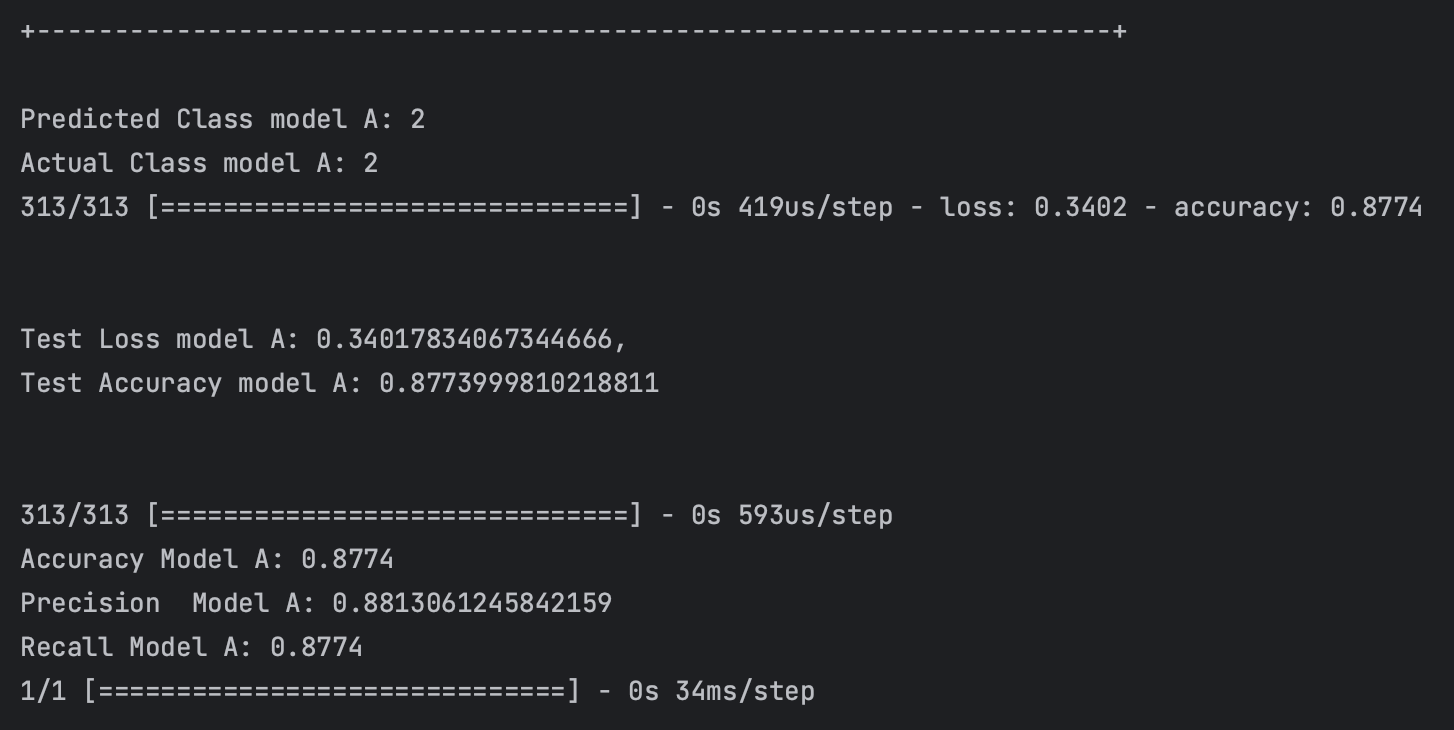 +---------------------------------------------------------------------+
Predicted Class model A: 2
Actual Class model A: 2
313/313 [==============================] - 0s 419us/step - loss: 0.3402 - accuracy: 0.8774
Test Loss model A: 0.34017834067344666,
Test Accuracy model A: 0.8773999810218811
313/313 [==============================] - 0s 593us/step
Accuracy Model A: 0.8774
Precision  Model A: 0.8813061245842159
Recall Model A: 0.8774
1/1 [==============================] - 0s 34ms/step